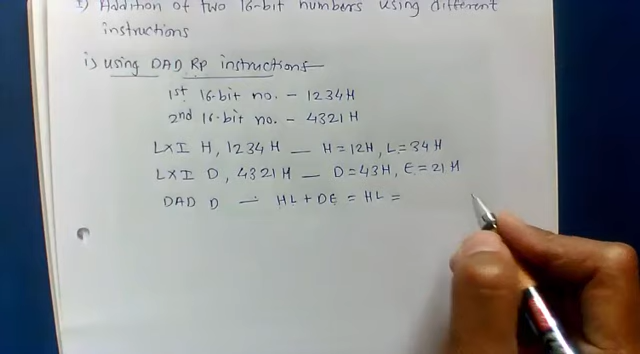 1) Addition of two 16-bit numbers using different
instructions
i) using DAD Rp instructions
1st 16-bit no. - 1234H
2nd 16-bit no. - 4321H
LXI H, 1234H — H=12H, L=34H
LXI D, 4321H — D=43H, E=21H
DAD D — HL+DE = HL =